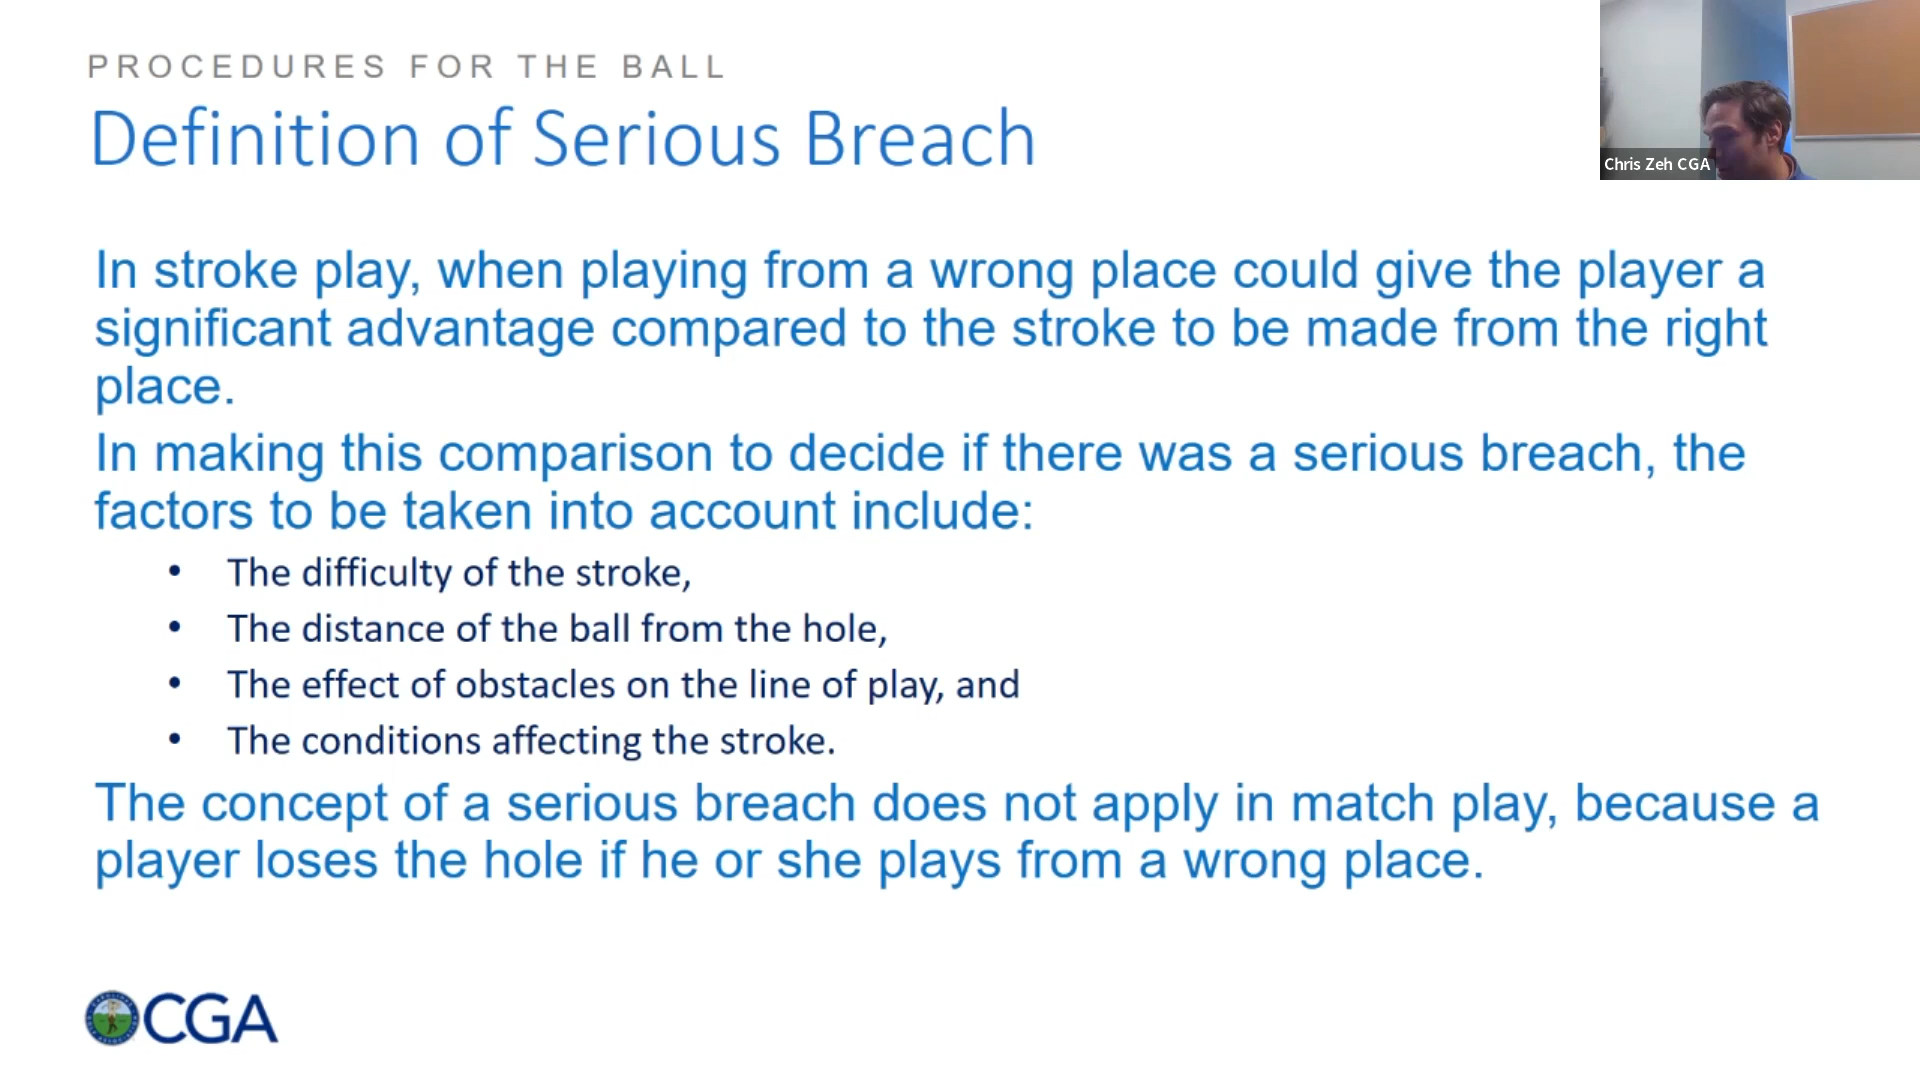 PROCEDURES FOR THE BALL
Definition of Serious Breach
Chris Zeh CGA
In stroke play, when playing from a wrong place could give the player a
significant advantage compared to the stroke to be made from the right
place.
In making this comparison to decide if there was a serious breach, the
factors to be taken into account include:
• The difficulty of the stroke,
• The distance of the ball from the hole,
• The effect of obstacles on the line of play, and
• The conditions affecting the stroke.
The concept of a serious breach does not apply in match play, because a
player loses the hole if he or she plays from a wrong place.
CGA